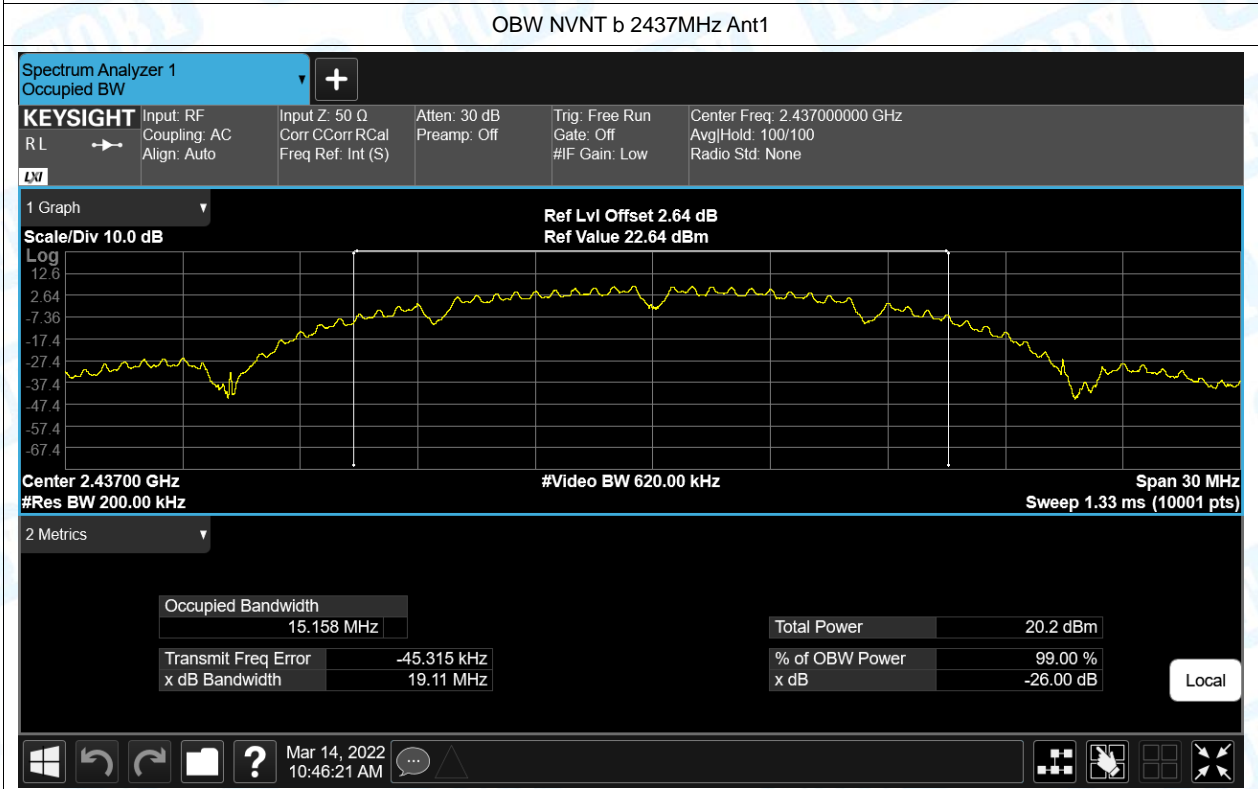 OBW NVNT b 2437MHz Ant1
Spectrum Analyzer 1
Occupied BW
KEYSIGHT
RL
LXI
Input: RF
Coupling: AC
Align: Auto
Input Z: 50 Ω
Corr CCorr RCal
Freq Ref: Int (S)
Atten: 30 dB
Preamp: Off
Trig: Free Run
Gate: Off
#IF Gain: Low
Center Freq: 2.437000000 GHz
Avg|Hold: 100/100
Radio Std: None
1 Graph
Scale/Div 10.0 dB
Ref Lvl Offset 2.64 dB
Ref Value 22.64 dBm
Log
12.6
2.64
-7.36
-17.4
-27.4
-37.4
-47.4
-57.4
-67.4
Center 2.43700 GHz
#Res BW 200.00 kHz
#Video BW 620.00 kHz
Span 30 MHz
Sweep 1.33 ms (10001 pts)
2 Metrics
Occupied Bandwidth
15.158 MHz
Transmit Freq Error -45.315 kHz
x dB Bandwidth 19.11 MHz
Total Power 20.2 dBm
% of OBW Power 99.00 %
x dB -26.00 dB
Local
?
Mar 14, 2022
10:46:21 AM